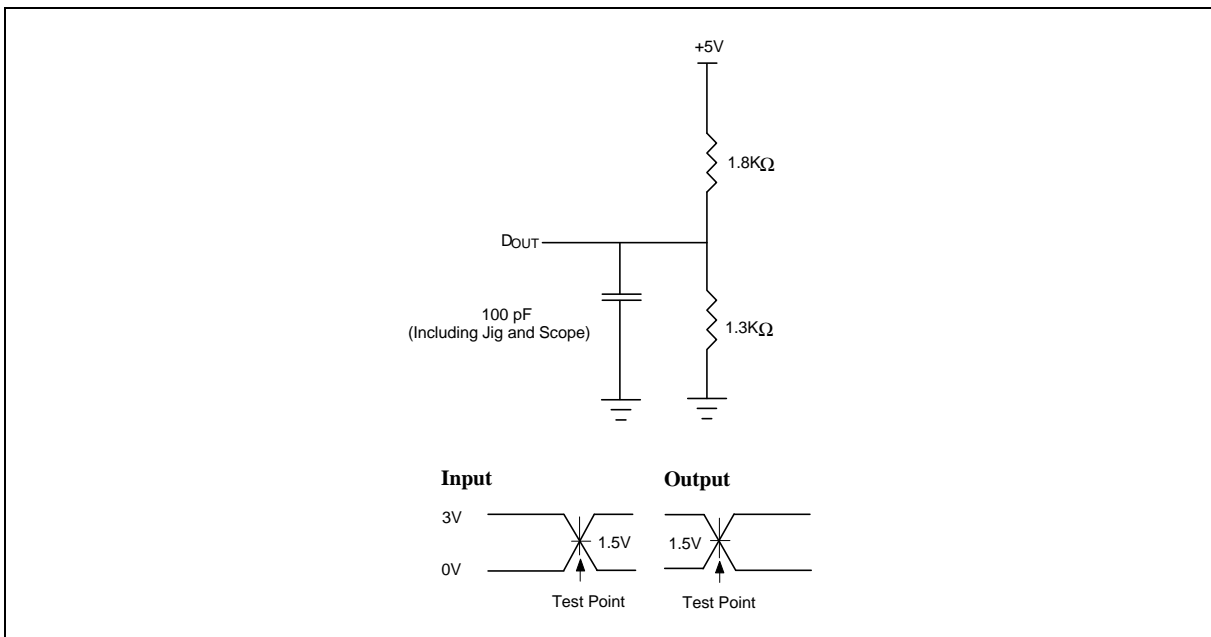 +5V
1.8KΩ
DOUT
100 pF
(Including Jig and Scope)
1.3KΩ
Input
Output
3V
1.5V
1.5V
0V
Test Point
Test Point